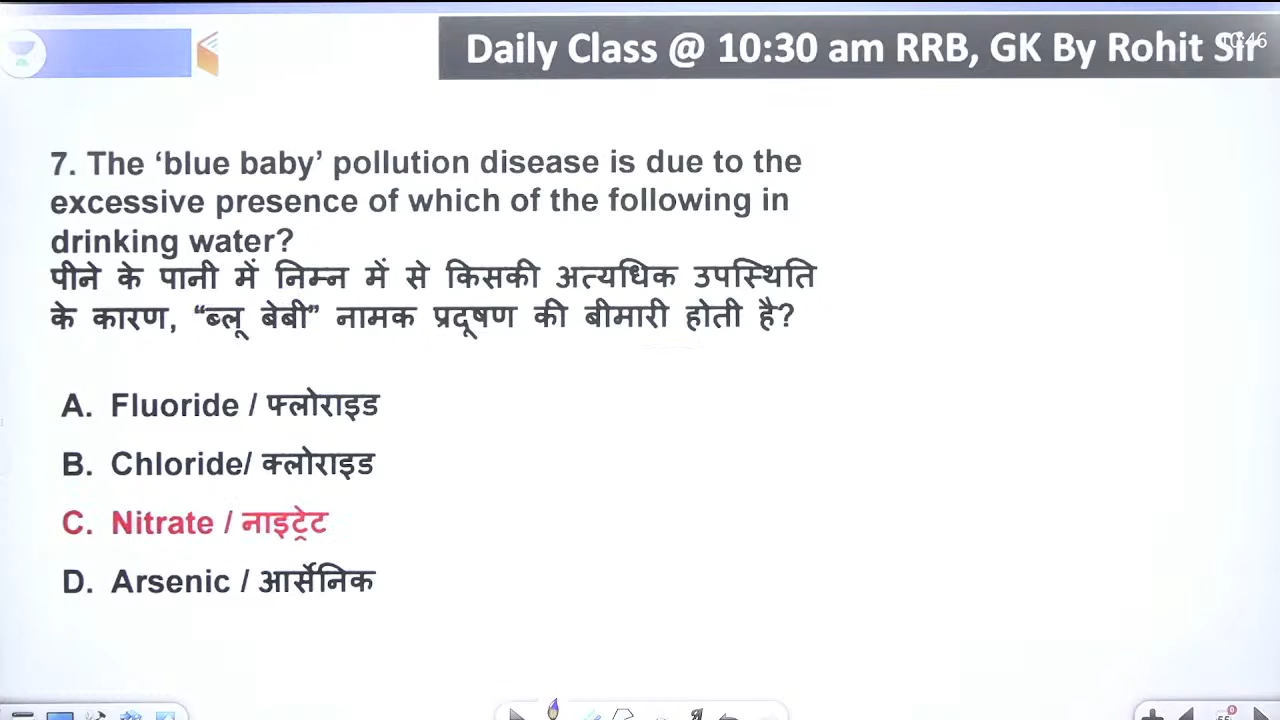 Daily Class @ 10:30 am RRB, GK By Rohit Sir
10:46
7. The ‘blue baby’ pollution disease is due to the
excessive presence of which of the following in
drinking water?
पीने के पानी में निम्न में से किसकी अत्यधिक उपस्थिति
के कारण, “ब्लू बेबी” नामक प्रदूषण की बीमारी होती है?
A. Fluoride / फ्लोराइड
B. Chloride/ क्लोराइड
C. Nitrate / नाइट्रेट
D. Arsenic / आर्सेनिक